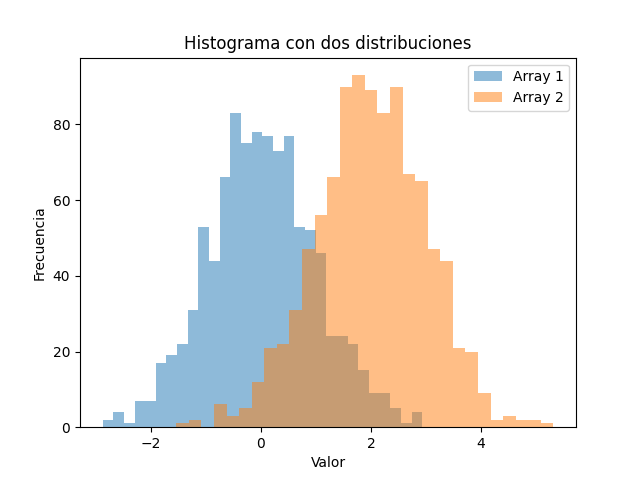 Histograma con dos distribuciones
Array 1
Array 2
Frecuencia
80
60
40
20
0
−2
0
2
4
Valor